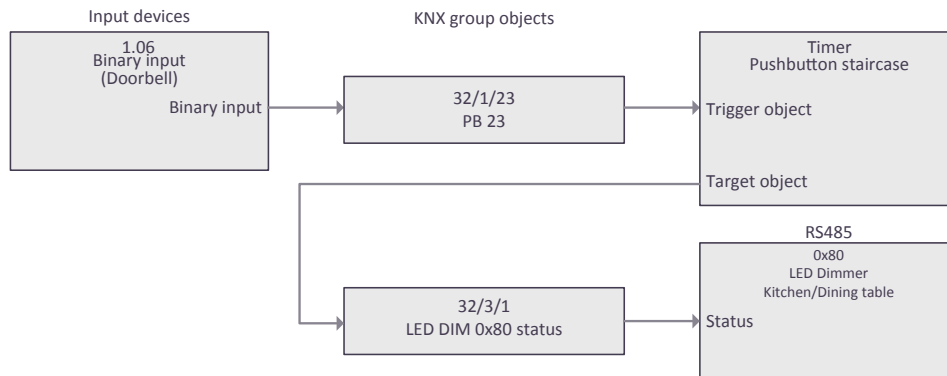 Input devices
KNX group objects
1.06
Binary input
(Doorbell)
Binary input
32/1/23
PB 23
Timer
Pushbutton staircase
Trigger object
Target object
RS485
0x80
LED Dimmer
Kitchen/Dining table
Status
32/3/1
LED DIM 0x80 status